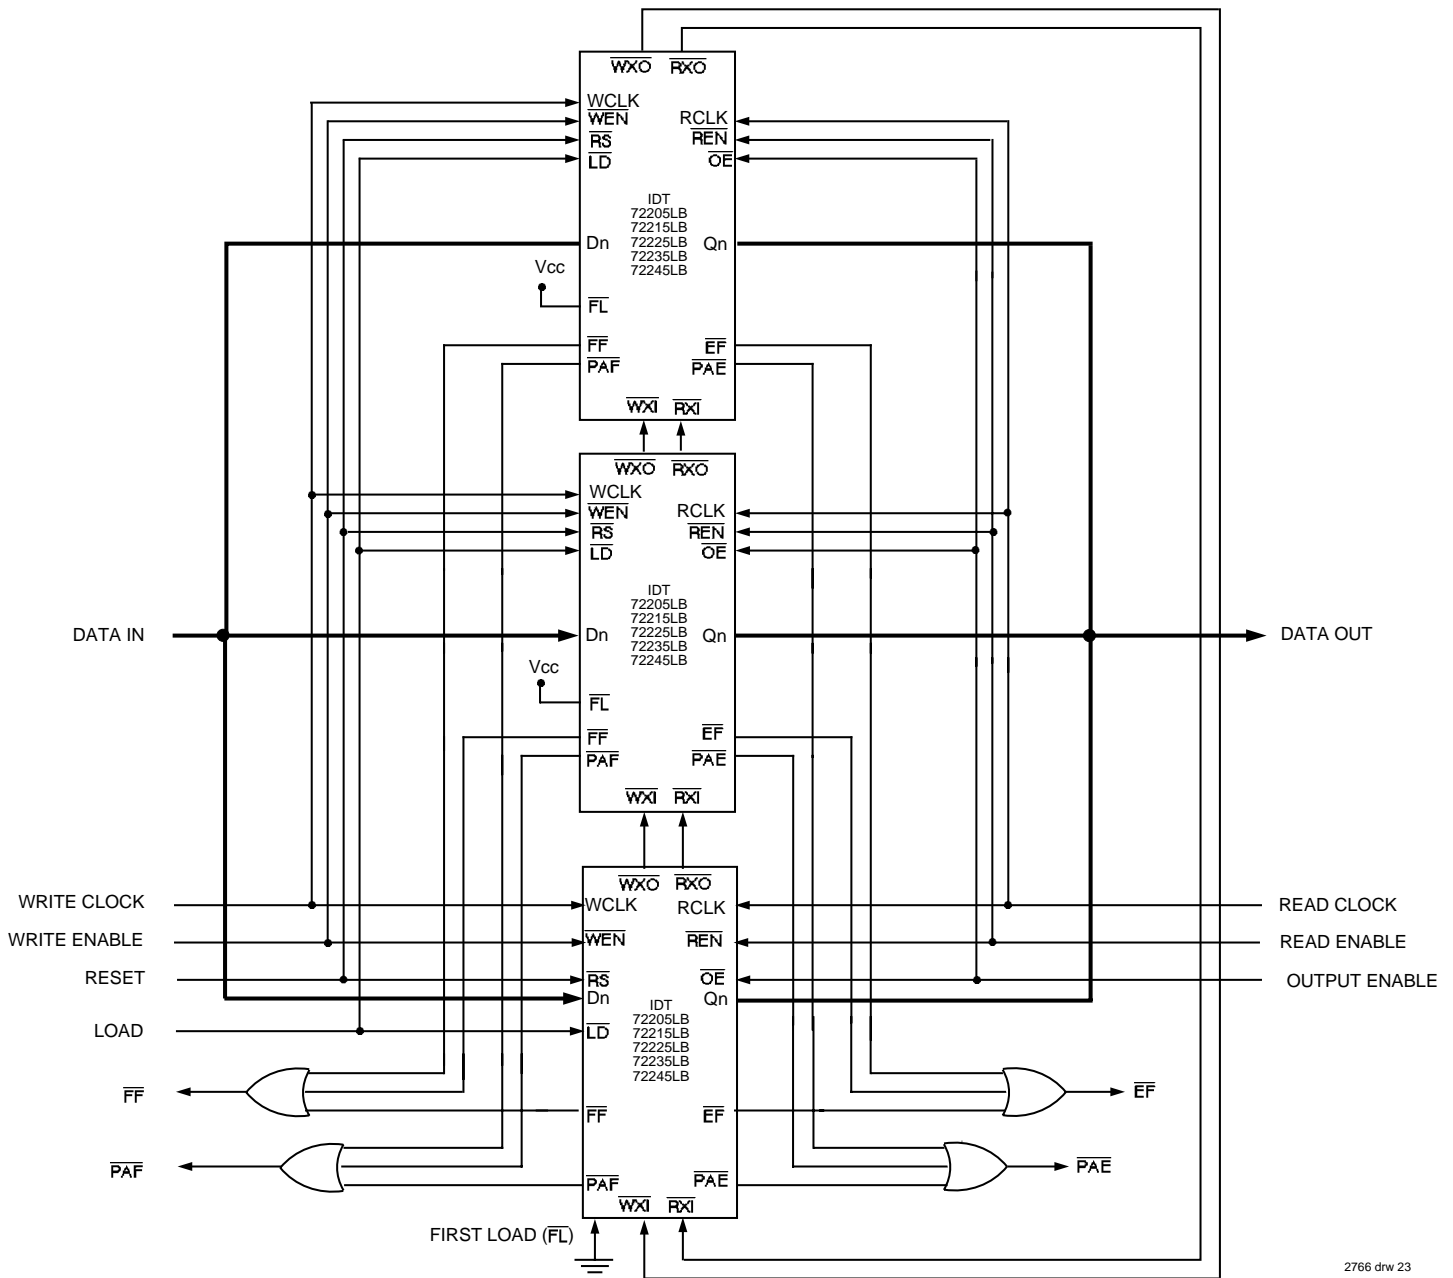 WXO RXO
WCLK
WEN
RS
LD
RCLK
REN
OE
IDT
72205LB
72215LB
72225LB
72235LB
72245LB
Dn
Qn
Vcc
FL
FF
PAF
EF
PAE
WXI RXI
WXO RXO
WCLK
WEN
RS
LD
RCLK
REN
OE
IDT
72205LB
72215LB
72225LB
72235LB
72245LB
DATA IN
Dn
Qn
DATA OUT
Vcc
FL
FF
PAF
EF
PAE
WXI RXI
WXO RXO
WRITE CLOCK
WCLK
RCLK
READ CLOCK
WRITE ENABLE
WEN
REN
READ ENABLE
RESET
RS
OE
OUTPUT ENABLE
Dn
Qn
IDT
72205LB
72215LB
72225LB
72235LB
72245LB
LOAD
LD
FF
FF
EF
EF
PAF
PAF
PAE
PAE
WXI RXI
FIRST LOAD (FL)
2766 drw 23